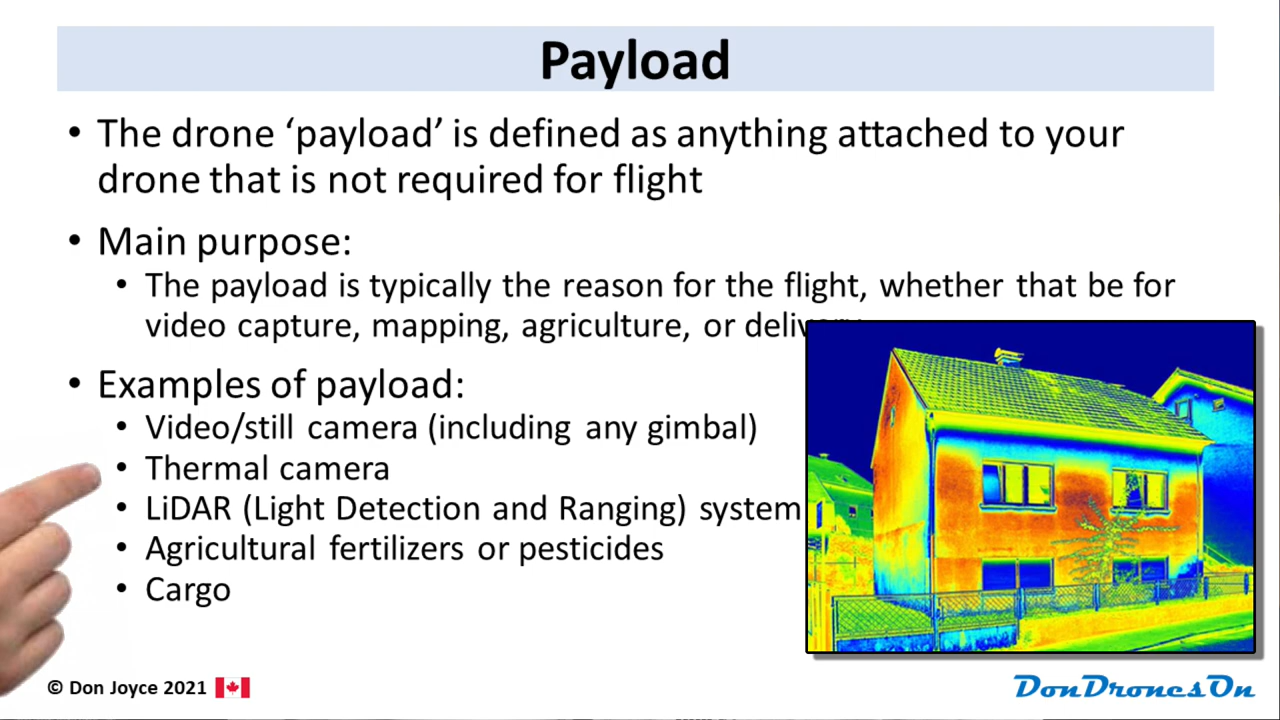 Payload
• The drone ‘payload’ is defined as anything attached to your
drone that is not required for flight
• Main purpose:
• The payload is typically the reason for the flight, whether that be for
video capture, mapping, agriculture, or
• Examples of payload:
• Video/still camera (including any gimbal)
• Thermal camera
• LiDAR (Light Detection and Ranging) system
• Agricultural fertilizers or pesticides
• Cargo
© Don Joyce 2021
DonDronesOn